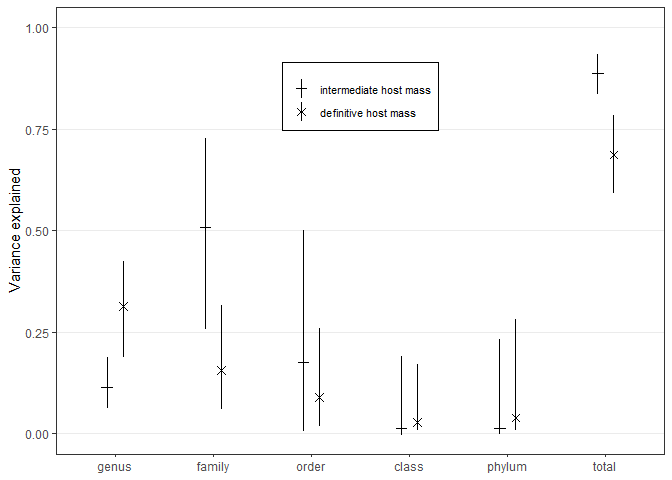 1.00
0.75
0.50
0.25
0.00
Variance explained
intermediate host mass
definitive host mass
genus family order class phylum total